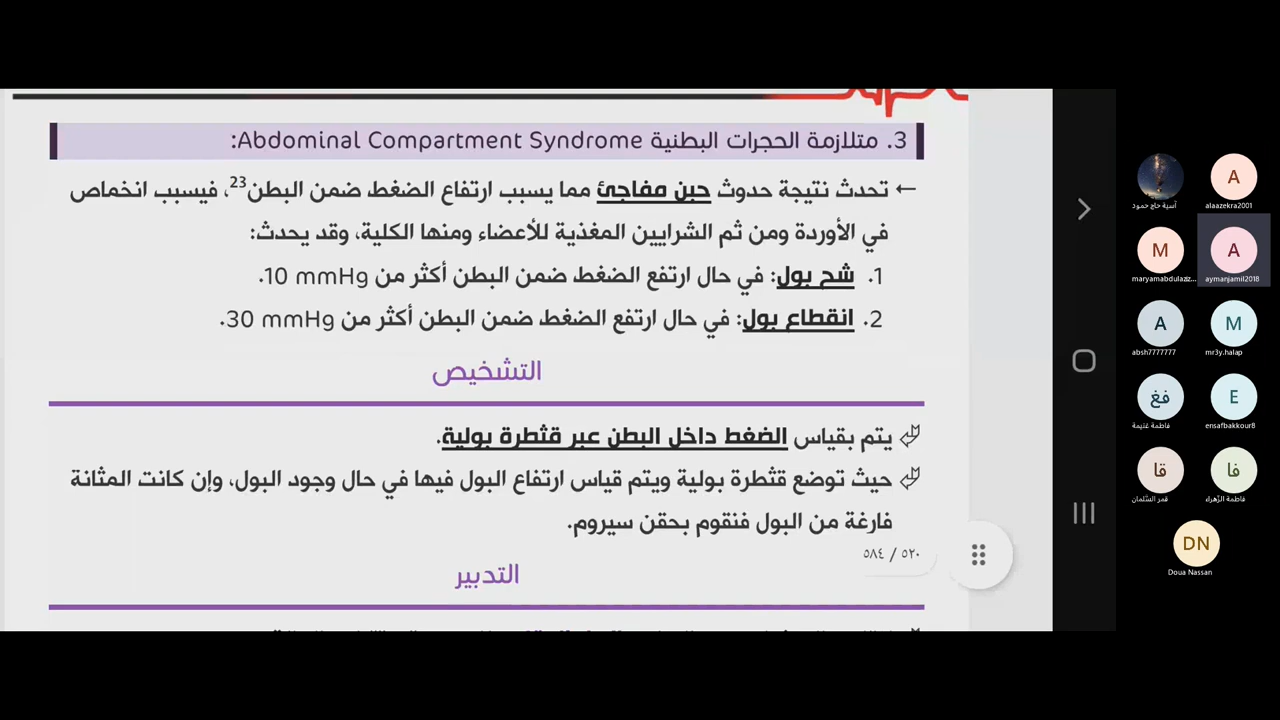 3. متلازمة الحجرات البطنية Abdominal Compartment Syndrome:
← تحدث نتيجة حدوث حبن مفاجئ مما يسبب ارتفاع الضغط ضمن البطن23، فيسبب انخماص
في الأوردة ومن ثم الشرايين المغذية للأعضاء ومنها الكلية، وقد يحدث:
1. شح بول: في حال ارتفع الضغط ضمن البطن أكثر من 10 mmHg.
2. انقطاع بول: في حال ارتفع الضغط ضمن البطن أكثر من 30 mmHg.
التشخيص
يتم بقياس الضغط داخل البطن عبر قثطرة بولية.
حيث توضع قثطرة بولية ويتم قياس ارتفاع البول فيها في حال وجود البول، وإن كانت المثانة
فارغة من البول فنقوم بحقن سيروم.
٥٢٠ / ٥٨٤
التدبير
آسية حاج حمود
A
alaazekra2001
M
maryamabdulaziz...
A
aymanjamil2018
A
absh7777777
M
mr3y.halap
فغ
فاطمة غنيمة
E
ensafbakkour8
قا
قمر السلمان
فا
فاطمة الزهراء
DN
Doua Nassan